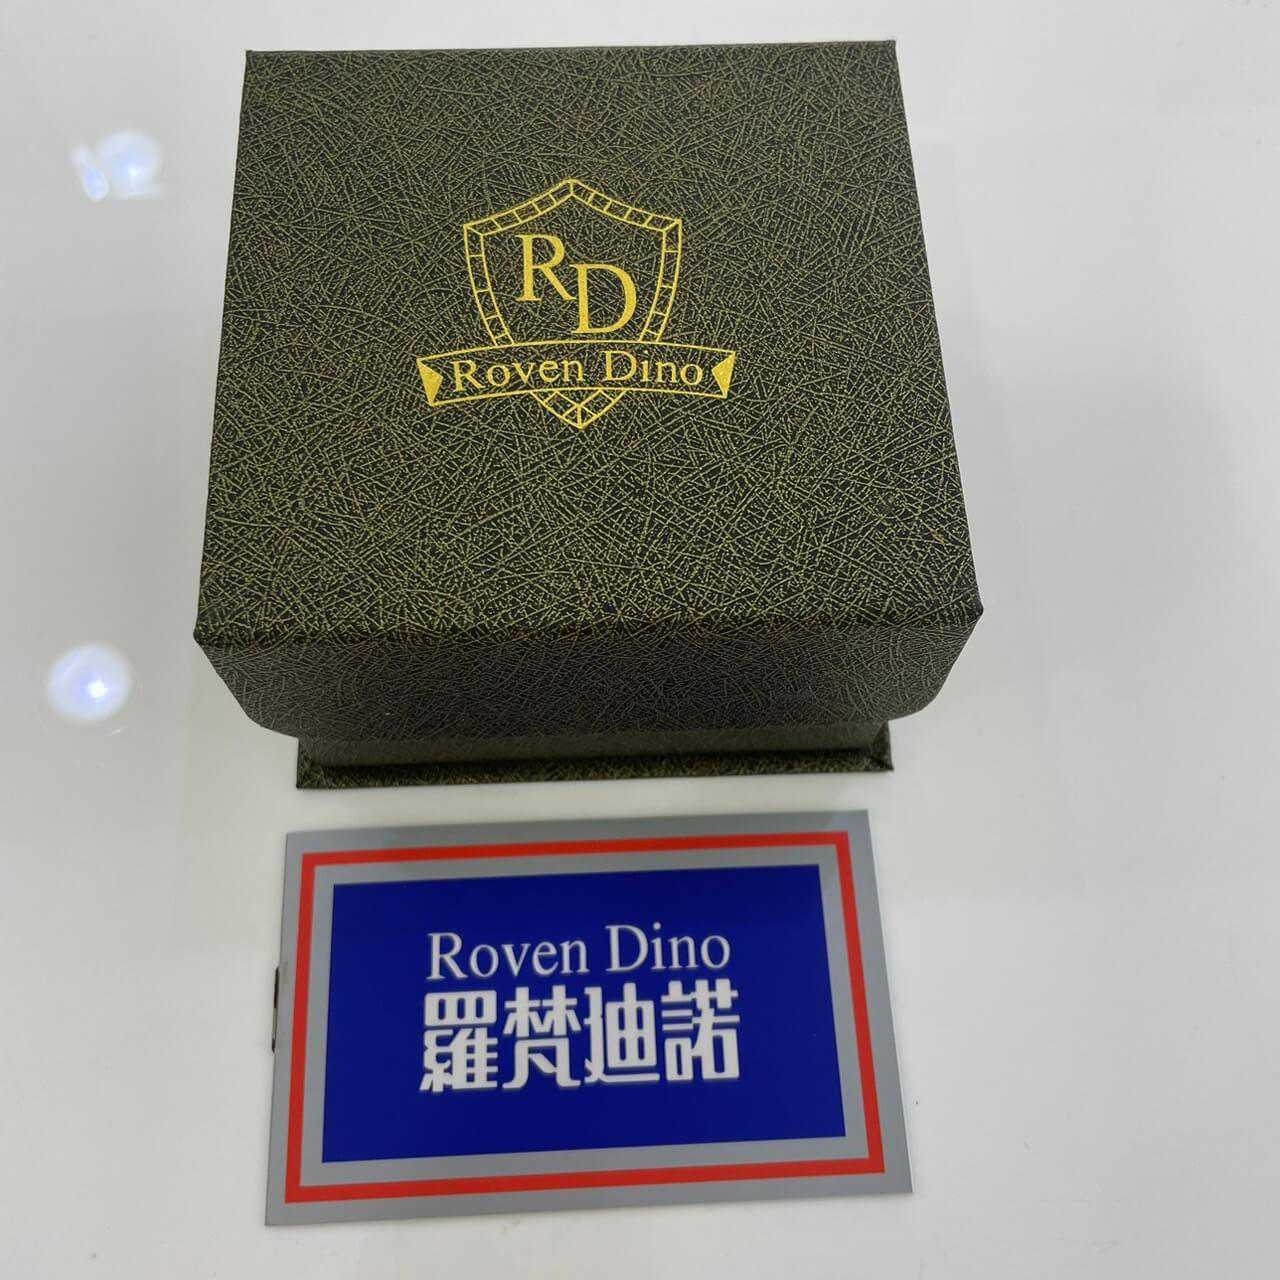 RD
Roven Dino
Roven Dino
羅梵迪諾